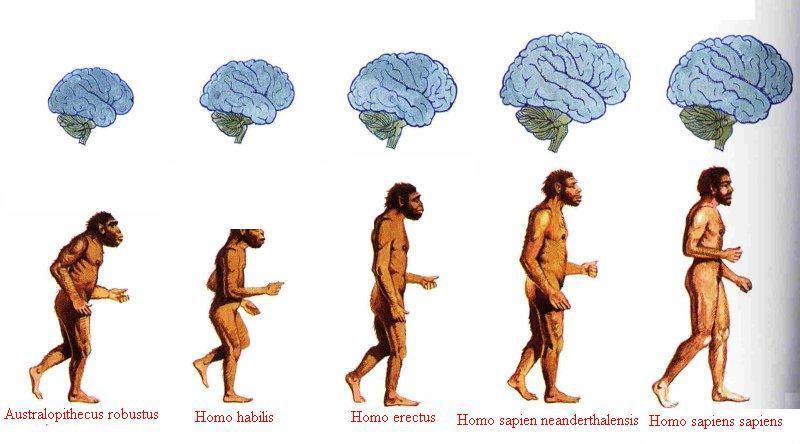 Australopithecus robustus
Homo habilis
Homo erectus
Homo sapien neanderthalensis
Homo sapiens sapiens